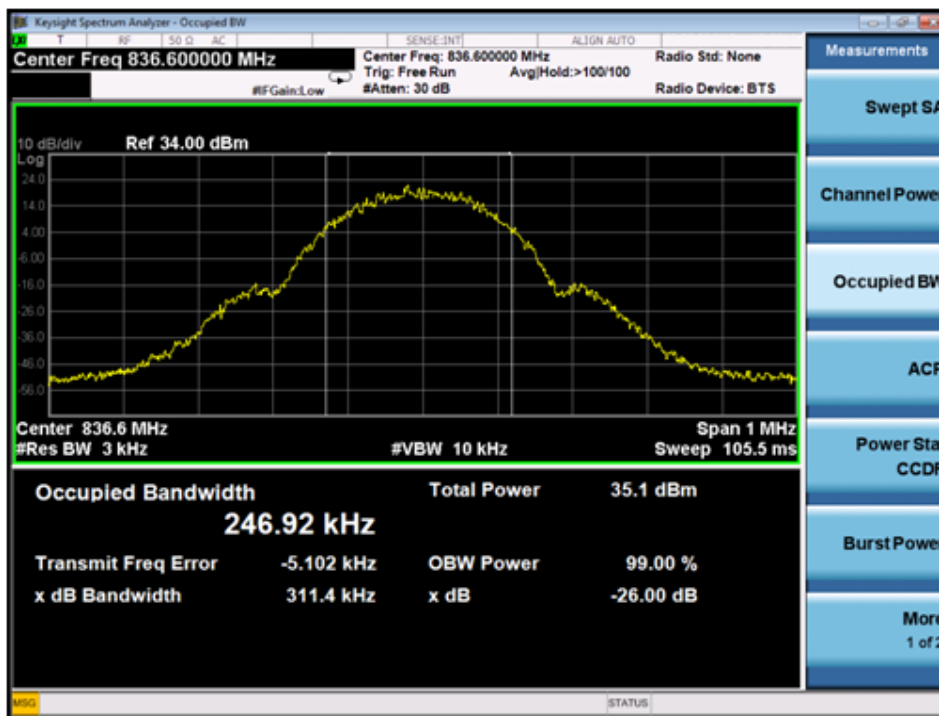 Keysight Spectrum Analyzer - Occupied BW
LXI T RF 50 Ω AC SENSE:INT ALIGN AUTO
Center Freq 836.600000 MHz
Center Freq: 836.600000 MHz Radio Std: None
Trig: Free Run Avg|Hold:>100/100
#IFGain:Low #Atten: 30 dB Radio Device: BTS
10 dB/div Ref 34.00 dBm
Log
24.0
14.0
4.00
-6.00
-16.0
-26.0
-36.0
-46.0
-56.0
Center 836.6 MHz Span 1 MHz
#Res BW 3 kHz #VBW 10 kHz Sweep 105.5 ms
Occupied Bandwidth Total Power 35.1 dBm
246.92 kHz
Transmit Freq Error -5.102 kHz OBW Power 99.00 %
x dB Bandwidth 311.4 kHz x dB -26.00 dB
MSG STATUS
Measurements
Swept SA
Channel Power
Occupied BW
ACP
Power Sta
CCDF
Burst Power
More
1 of 2